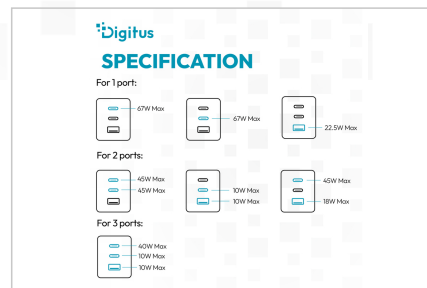 Digitus
SPECIFICATION
For 1 port:
67W Max
67W Max
22.5W Max
For 2 ports:
45W Max
45W Max
10W Max
10W Max
45W Max
18W Max
For 3 ports:
40W Max
10W Max
10W Max